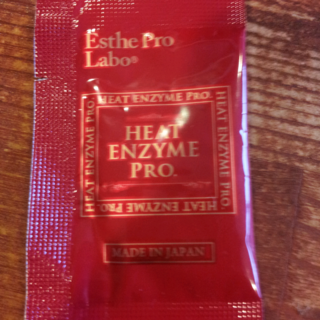 Esthe Pro
Labo®
HEAT ENZYME PRO.
HEAT ENZYME PRO.
HEAT
ENZYME
PRO.
HEAT ENZYME PRO.
HEAT ENZYME PRO.
MADE IN JAPAN